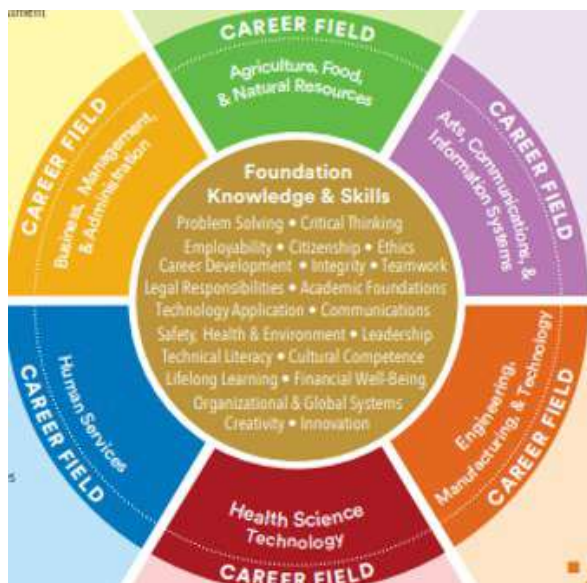 CAREER FIELD
Agriculture, Food,
& Natural Resources
CAREER FIELD
Arts, Communications, &
Information Systems
CAREER FIELD
Engineering,
Manufacturing, & Technology
CAREER FIELD
Health Science
Technology
CAREER FIELD
Human Services
CAREER FIELD
Business, Management,
& Administration
Foundation
Knowledge & Skills
Problem Solving • Critical Thinking
Employability • Citizenship • Ethics
Career Development • Integrity • Teamwork
Legal Responsibilities • Academic Foundations
Technology Application • Communications
Safety, Health & Environment • Leadership
Technical Literacy • Cultural Competence
Lifelong Learning • Financial Well-Being
Organizational & Global Systems
Creativity • Innovation